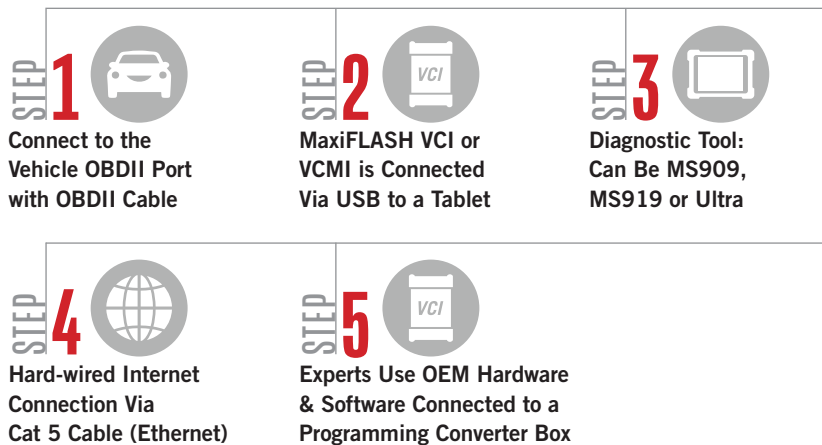 STEP 1
Connect to the
Vehicle OBDII Port
with OBDII Cable
STEP 2
VCI
MaxiFLASH VCI or
VCMI is Connected
Via USB to a Tablet
STEP 3
Diagnostic Tool:
Can Be MS909,
MS919 or Ultra
STEP 4
Hard-wired Internet
Connection Via
Cat 5 Cable (Ethernet)
STEP 5
VCI
Experts Use OEM Hardware
& Software Connected to a
Programming Converter Box